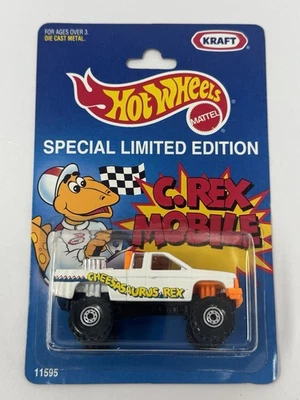 FOR AGES OVER 3.
DIE CAST METAL.
KRAFT
HOT WHEELS
MATTEL
SPECIAL LIMITED EDITION
C.REX
MOBILE
CHEESASAURUS REX
11595